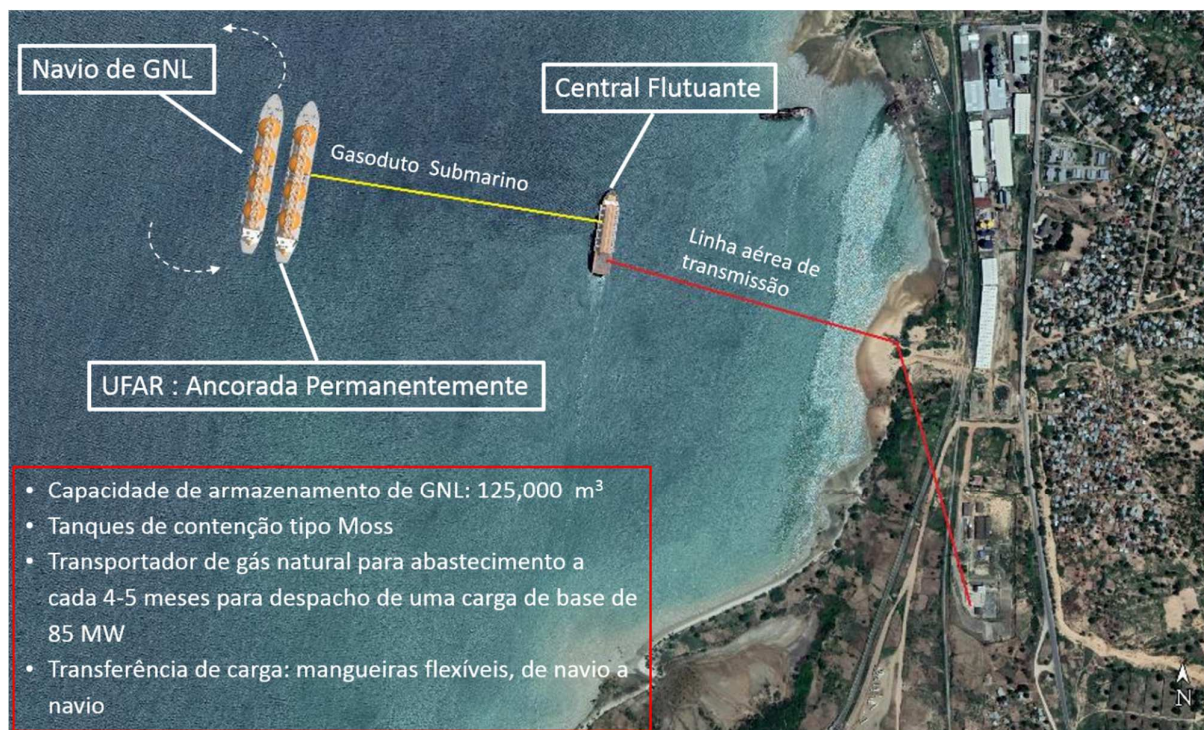 Navio de GNL
Central Flutuante
Gasoduto Submarino
Linha aérea de
transmissão
UFAR : Ancorada Permanentemente
• Capacidade de armazenamento de GNL: 125,000 m³
• Tanques de contenção tipo Moss
• Transportador de gás natural para abastecimento a
cada 4-5 meses para despacho de uma carga de base de
85 MW
• Transferência de carga: mangueiras flexíveis, de navio a
navio
N